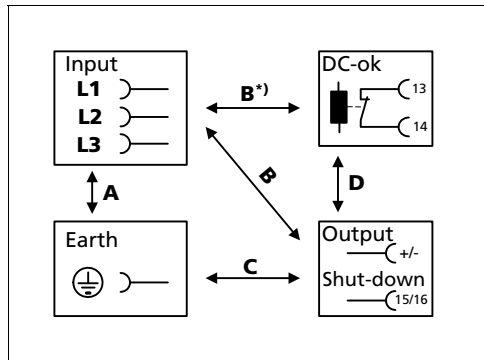 Input
L1
L2
L3
B*)
DC-ok
13
14
A
B
D
Earth
C
Output
+/-
Shut-down
15/16